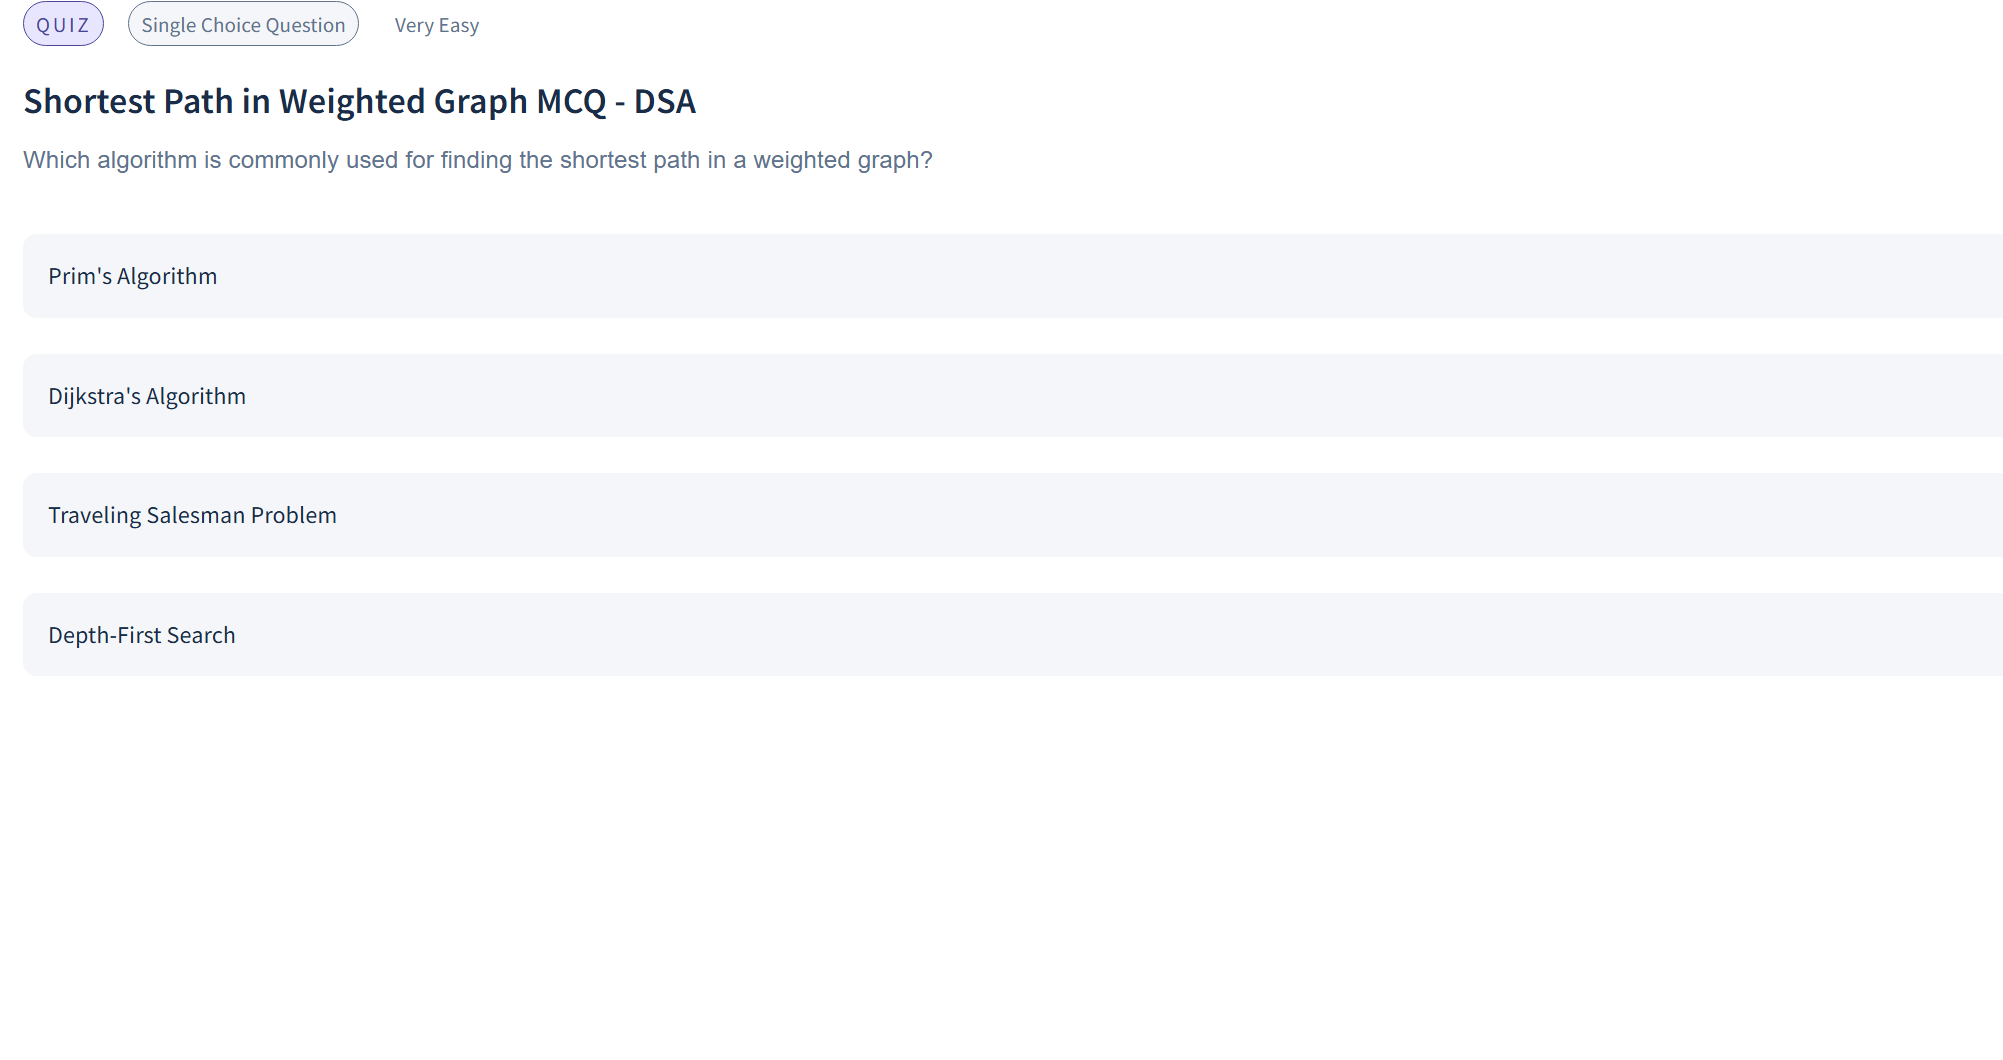 QUIZ Single Choice Question Very Easy
Shortest Path in Weighted Graph MCQ - DSA
Which algorithm is commonly used for finding the shortest path in a weighted graph?
Prim's Algorithm
Dijkstra's Algorithm
Traveling Salesman Problem
Depth-First Search